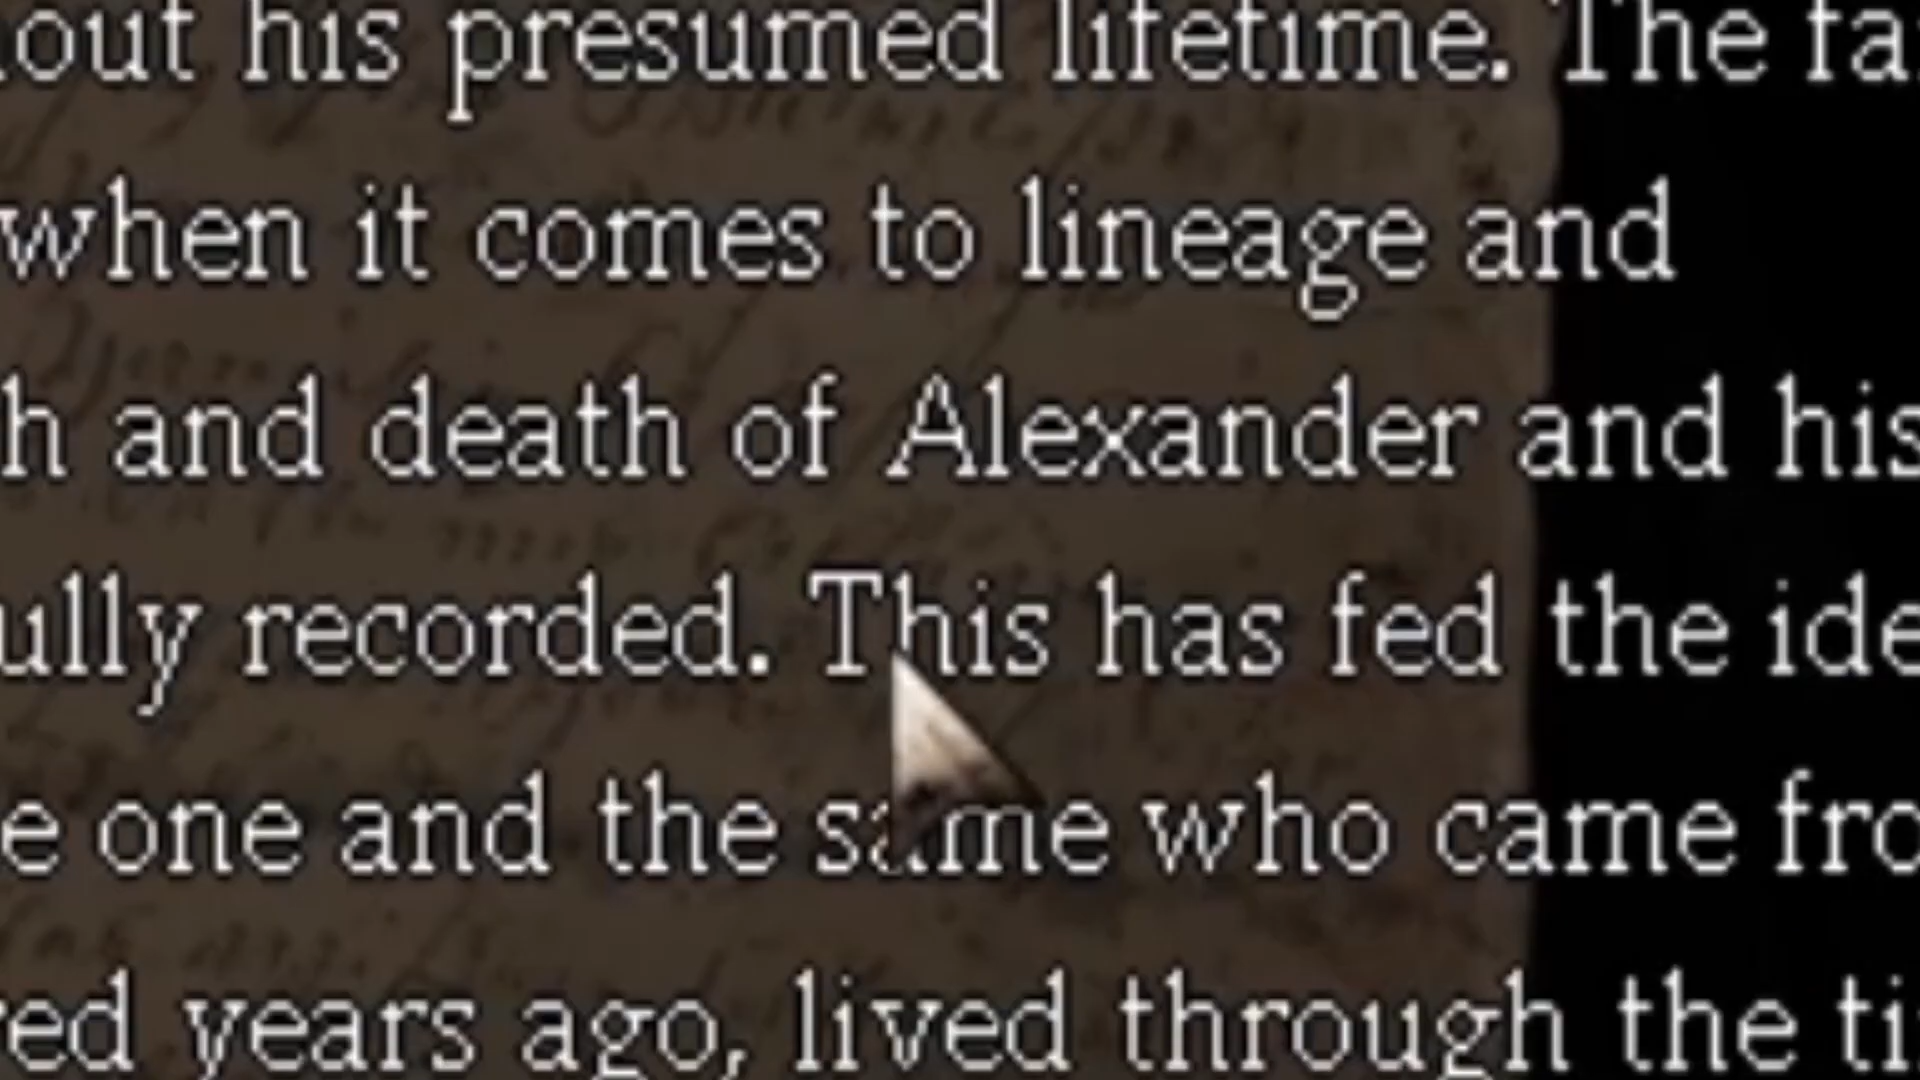 out his presumed lifetime. The fa
when it comes to lineage and
h and death of Alexander and his
ully recorded. This has fed the ide
e one and the same who came fro
red years ago, lived through the ti